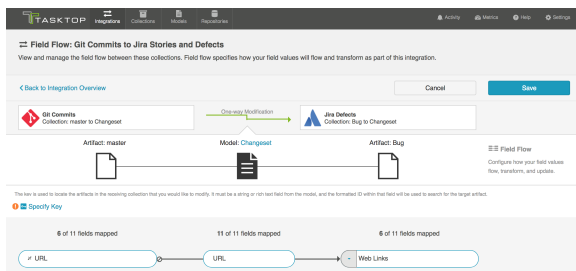 TASKTOP
Integrations
Collections
Models
Repositories
Activity
Metrics
Help
Settings
Field Flow: Git Commits to Jira Stories and Defects
View and manage the field flow between these collections. Field flow specifies how your field values will flow and transform as part of this integration.
Back to Integration Overview
Cancel
Save
Git Commits
Collection: master to Changeset
One-way Modification
Jira Defects
Collection: Bug to Changeset
Artifact: master
Model: Changeset
Artifact: Bug
Field Flow
Configure how your field values
flow, transform, and update.
The key is used to locate the artifacts in the receiving collection that you would like to modify. It must be a string or rich text field from the model, and the formatted ID within that field will be used to search for the target artifact.
Specify Key
6 of 11 fields mapped
11 of 11 fields mapped
6 of 11 fields mapped
URL
URL
Web Links